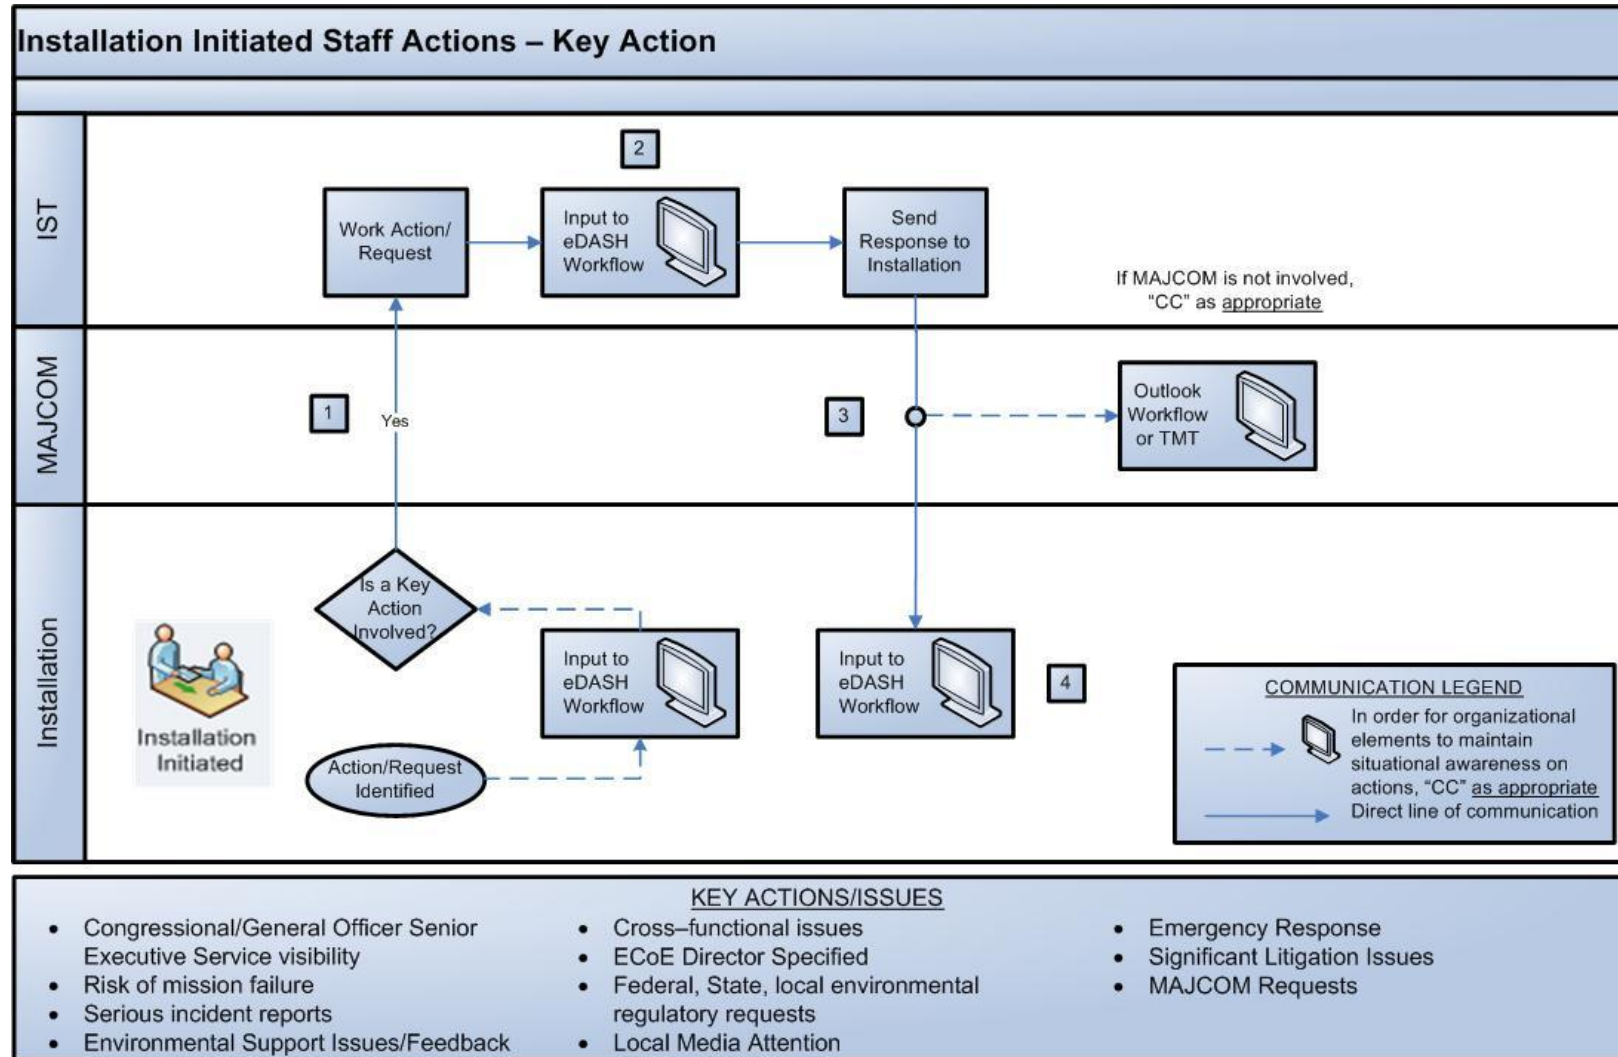 Installation Initiated Staff Actions – Key Action
IST
2
Work Action/
Request
Input to
eDASH
Workflow
Send
Response to
Installation
If MAJCOM is not involved,
“CC” as appropriate
MAJCOM
1
Yes
3
Outlook
Workflow
or TMT
Installation
Installation
Initiated
Is a Key
Action
Involved?
Input to
eDASH
Workflow
Action/Request
Identified
Input to
eDASH
Workflow
4
COMMUNICATION LEGEND
In order for organizational
elements to maintain
situational awareness on
actions, “CC” as appropriate
Direct line of communication
KEY ACTIONS/ISSUES
• Congressional/General Officer Senior
Executive Service visibility
• Risk of mission failure
• Serious incident reports
• Environmental Support Issues/Feedback
• Cross–functional issues
• ECoE Director Specified
• Federal, State, local environmental
regulatory requests
• Local Media Attention
• Emergency Response
• Significant Litigation Issues
• MAJCOM Requests